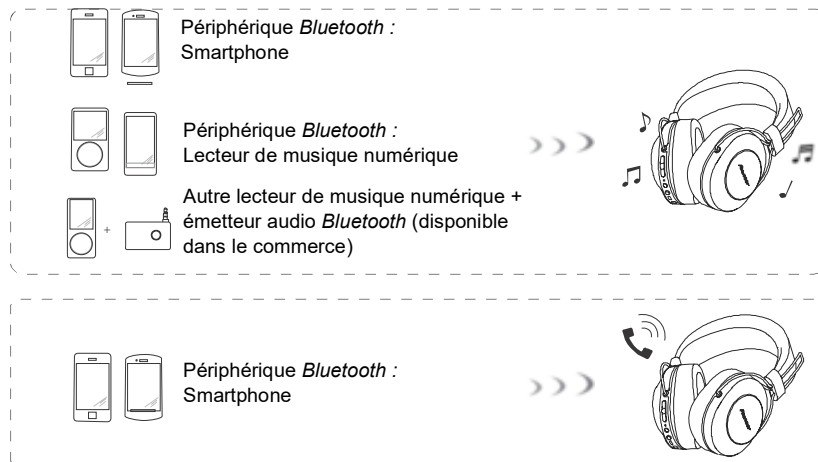 Périphérique Bluetooth :
Smartphone
Périphérique Bluetooth :
Lecteur de musique numérique
Autre lecteur de musique numérique +
émetteur audio Bluetooth (disponible
dans le commerce)
+
Périphérique Bluetooth :
Smartphone